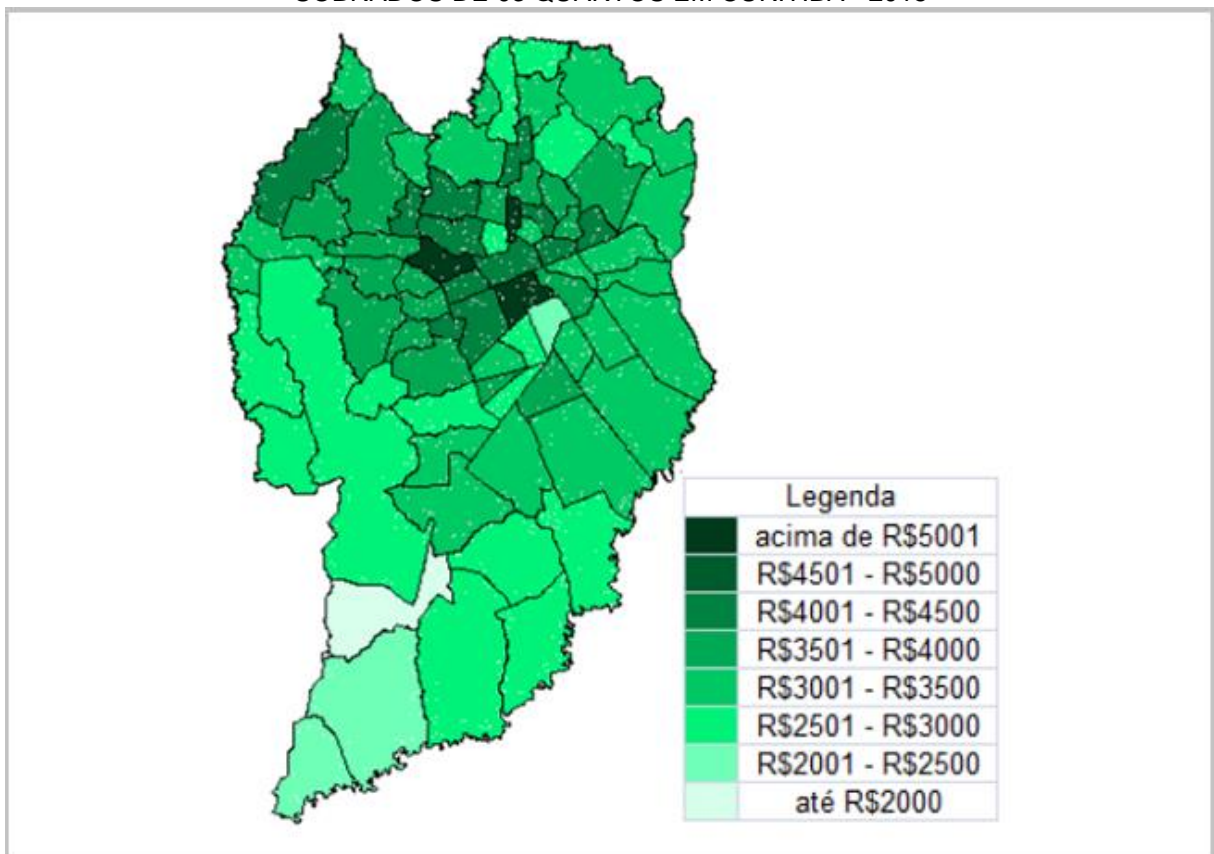 Legenda
acima de R$5001
R$4501 - R$5000
R$4001 - R$4500
R$3501 - R$4000
R$3001 - R$3500
R$2501 - R$3000
R$2001 - R$2500
até R$2000